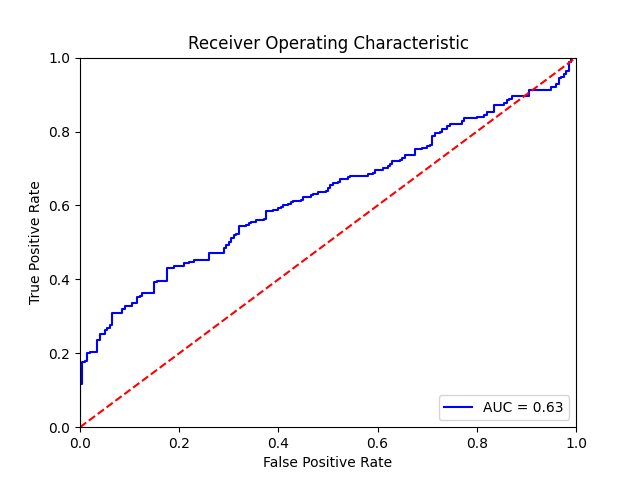 Receiver Operating Characteristic
True Positive Rate
1.0
0.8
0.6
0.4
0.2
0.0
AUC = 0.63
0.0 0.2 0.4 0.6 0.8 1.0
False Positive Rate